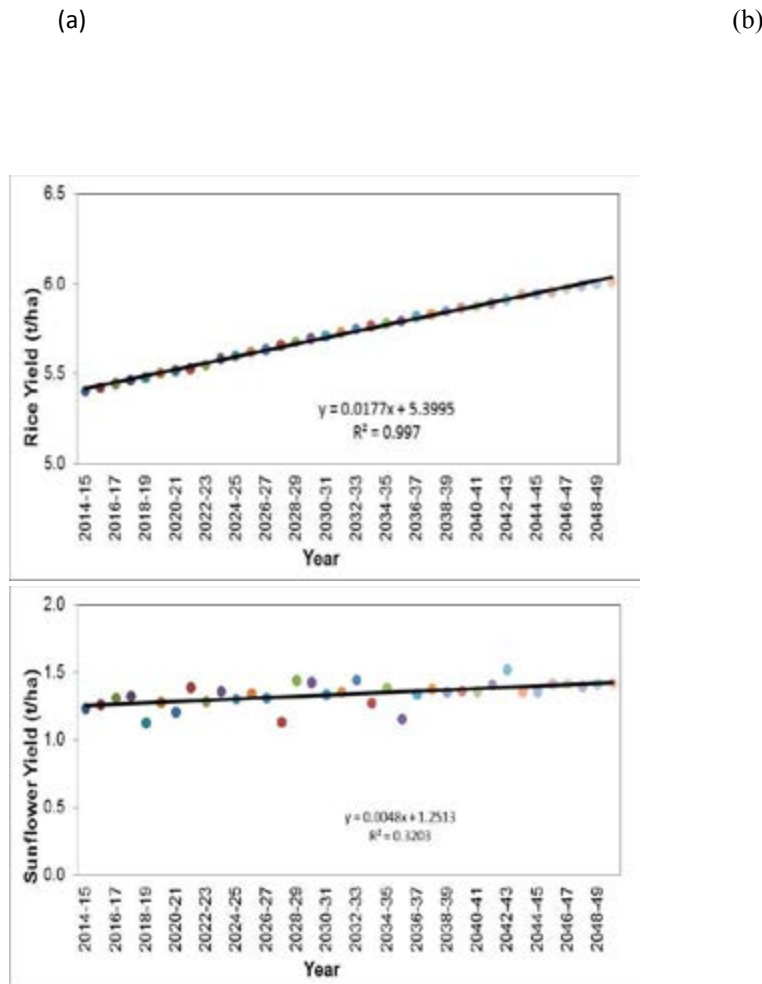 (a) (b)
6.5
6.0
5.5
5.0
Rice Yield (t/ha)
y = 0.0177x + 5.3995
R² = 0.997
2014-15 2016-17 2018-19 2020-21 2022-23 2024-25 2026-27 2028-29 2030-31 2032-33 2034-35 2036-37 2038-39 2040-41 2042-43 2044-45 2046-47 2048-49
Year
2.0
1.5
1.0
0.5
0.0
Sunflower Yield (t/ha)
y = 0.0048x + 1.2513
R² = 0.3203
2014-15 2016-17 2018-19 2020-21 2022-23 2024-25 2026-27 2028-29 2030-31 2032-33 2034-35 2036-37 2038-39 2040-41 2042-43 2044-45 2046-47 2048-49
Year